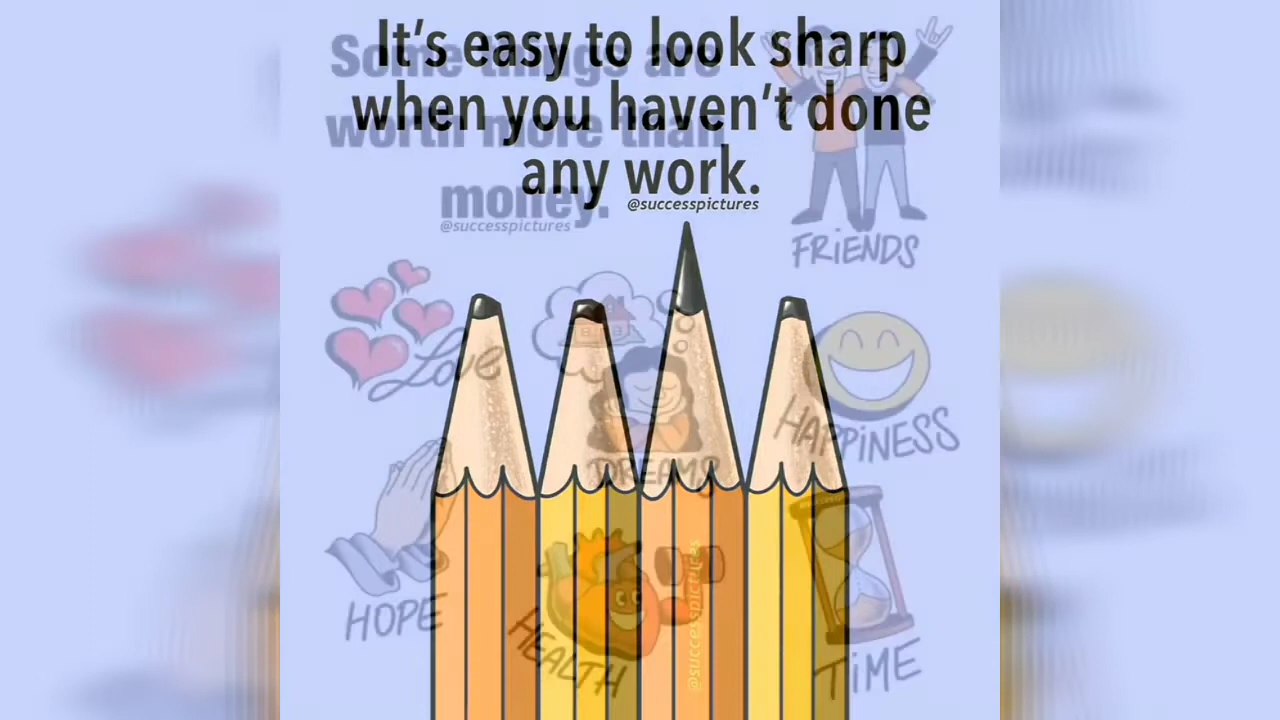 It's easy to look sharp
when you haven't done
any work.
@successpictures
Some things are
worth more than
money.
@successpictures
FRiENDS
Love
DREAMS
HAPPiNESS
HOPE
HEALTH
TiME
@successpictures